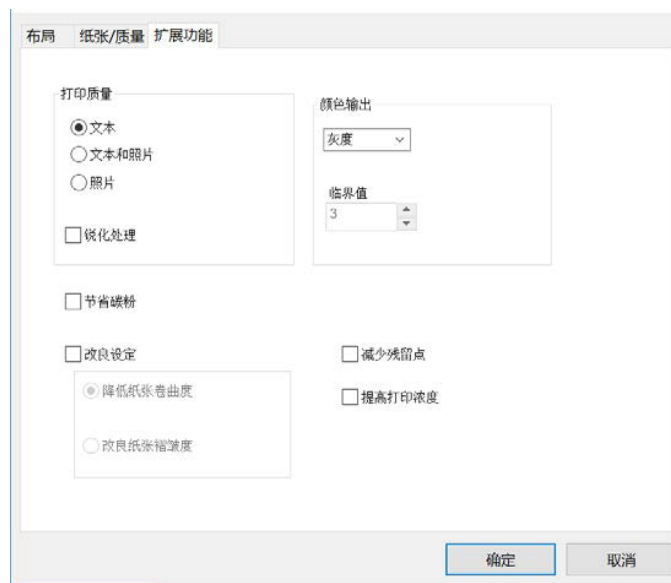 布局 纸张/质量 扩展功能
打印质量
文本
文本和照片
照片
锐化处理
颜色输出
灰度
临界值
3
节省碳粉
改良设定
降低纸张卷曲度
改良纸张褶皱度
减少残留点
提高打印浓度
确定 取消